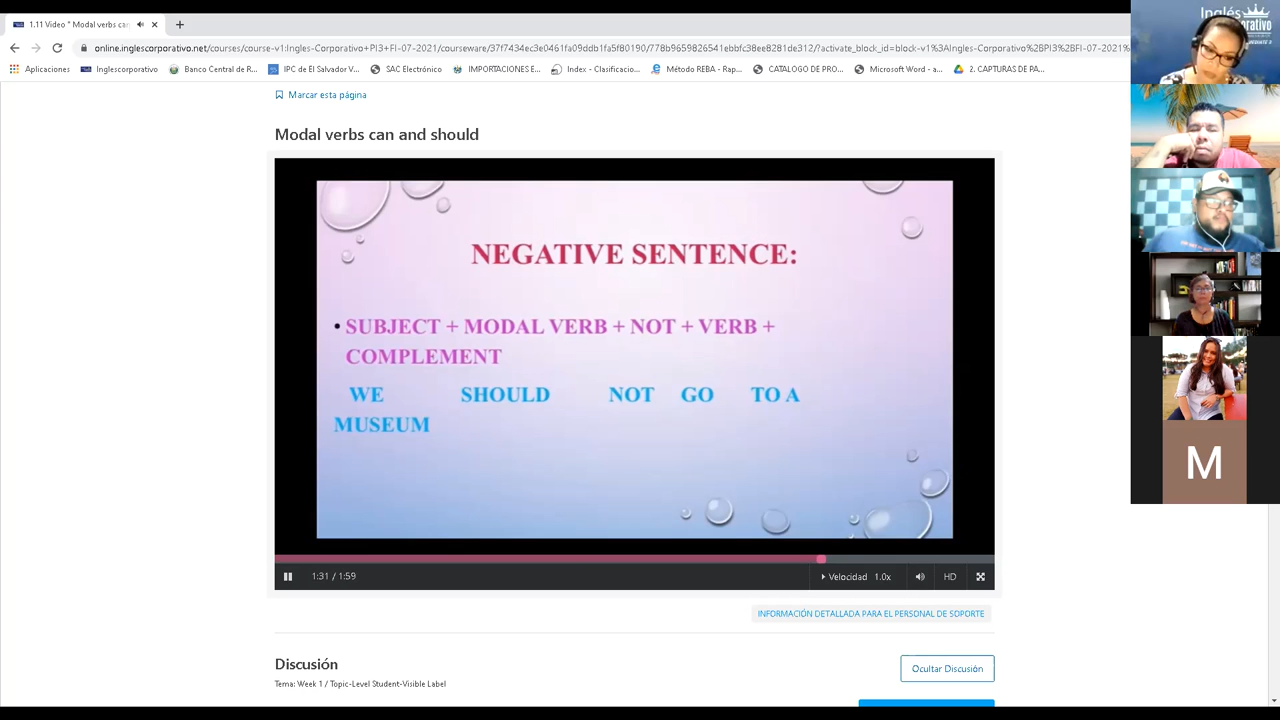 1.11 Video " Modal verbs can
online.inglescorporativo.net/courses/course-v1:Ingles-Corporativo+PI3+FI-07-2021/courseware/37f7434ec3e04e1fa09ddb1fa5f80190/778b9659826541ebbfc38ee8281de312/?activate_block_id=block-v1%3AIngles-Corporativo%2BPI3%2BFI-07-2021%
Aplicaciones Inglescorporativo Banco Central de R... IPC de El Salvador V... SAC Electrónico IMPORTACIONES E... Index - Clasificacio... Método REBA - Rap... CATALOGO DE PRO... Microsoft Word - a... 2. CAPTURAS DE PA...
Marcar esta página
Modal verbs can and should
NEGATIVE SENTENCE:
• SUBJECT + MODAL VERB + NOT + VERB +
COMPLEMENT
WE SHOULD NOT GO TO A
MUSEUM
1:31 / 1:59
Velocidad 1.0x HD
INFORMACIÓN DETALLADA PARA EL PERSONAL DE SOPORTE
Discusión
Ocultar Discusión
Tema: Week 1 / Topic-Level Student-Visible Label
Inglés
M